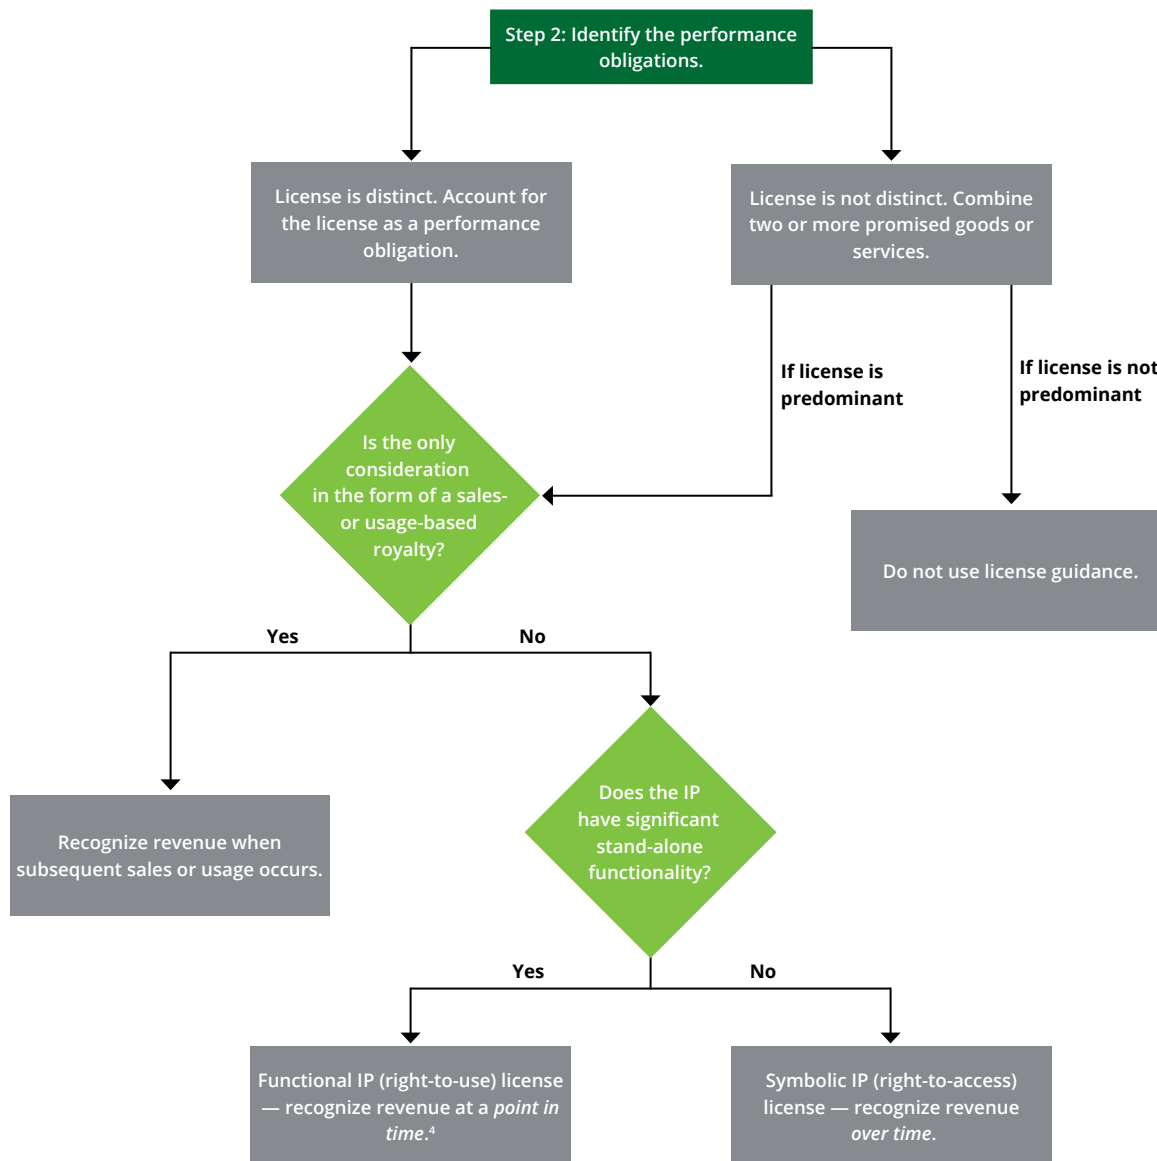 Step 2: Identify the performance
obligations.
License is distinct. Account for
the license as a performance
obligation.
License is not distinct. Combine
two or more promised goods or
services.
If license is
predominant
If license is not
predominant
Is the only
consideration
in the form of a sales-
or usage-based
royalty?
Do not use license guidance.
Yes
No
Recognize revenue when
subsequent sales or usage occurs.
Does the IP
have significant
stand-alone
functionality?
Yes
No
Functional IP (right-to-use) license
— recognize revenue at a point in
time.⁴
Symbolic IP (right-to-access)
license — recognize revenue
over time.